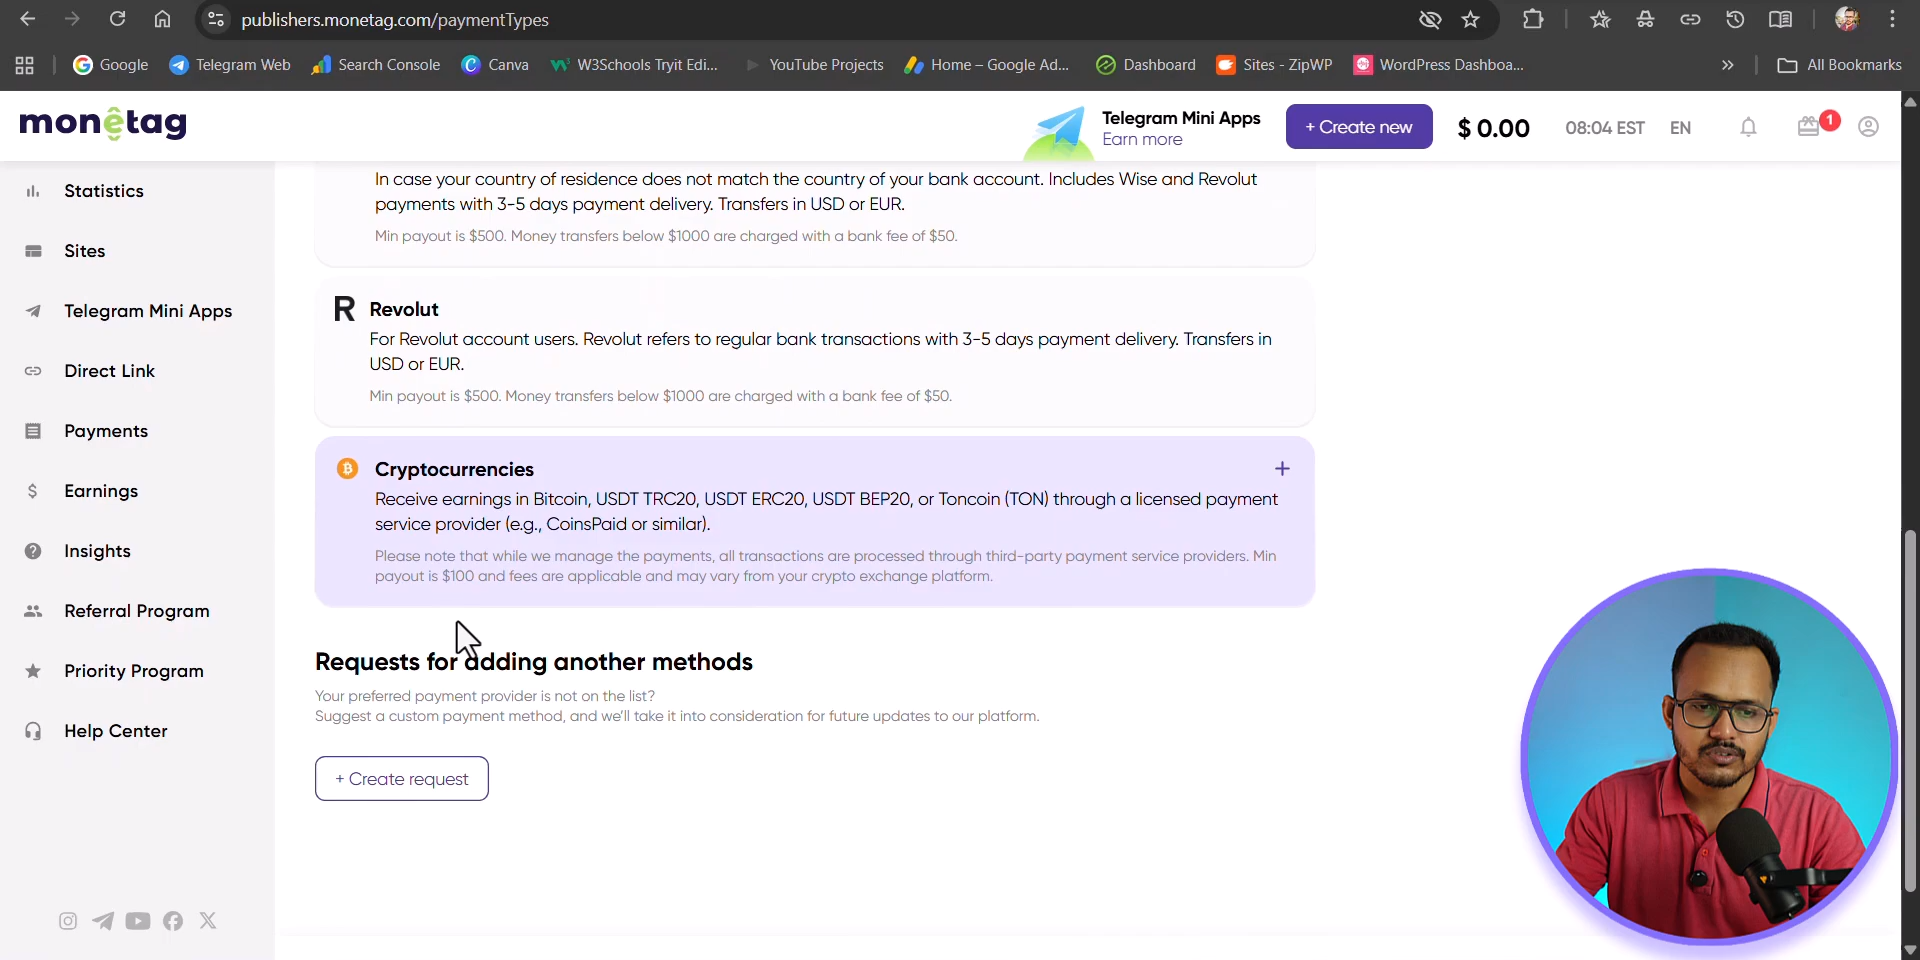 publishers.monetag.com/paymentTypes
Google
Telegram Web
Search Console
Canva
W3Schools Tryit Edi...
YouTube Projects
Home – Google Ad...
Dashboard
Sites - ZipWP
WordPress Dashboa...
»
All Bookmarks
monetag
Telegram Mini Apps
Earn more
+ Create new
$ 0.00
08:04 EST
EN
1
Statistics
Sites
Telegram Mini Apps
Direct Link
Payments
Earnings
Insights
Referral Program
Priority Program
Help Center
In case your country of residence does not match the country of your bank account. Includes Wise and Revolut
payments with 3-5 days payment delivery. Transfers in USD or EUR.
Min payout is $500. Money transfers below $1000 are charged with a bank fee of $50.
R Revolut
For Revolut account users. Revolut refers to regular bank transactions with 3-5 days payment delivery. Transfers in
USD or EUR.
Min payout is $500. Money transfers below $1000 are charged with a bank fee of $50.
Cryptocurrencies
+
Receive earnings in Bitcoin, USDT TRC20, USDT ERC20, USDT BEP20, or Toncoin (TON) through a licensed payment
service provider (e.g., CoinsPaid or similar).
Please note that while we manage the payments, all transactions are processed through third-party payment service providers. Min
payout is $100 and fees are applicable and may vary from your crypto exchange platform.
Requests for adding another methods
Your preferred payment provider is not on the list?
Suggest a custom payment method, and we'll take it into consideration for future updates to our platform.
+ Create request